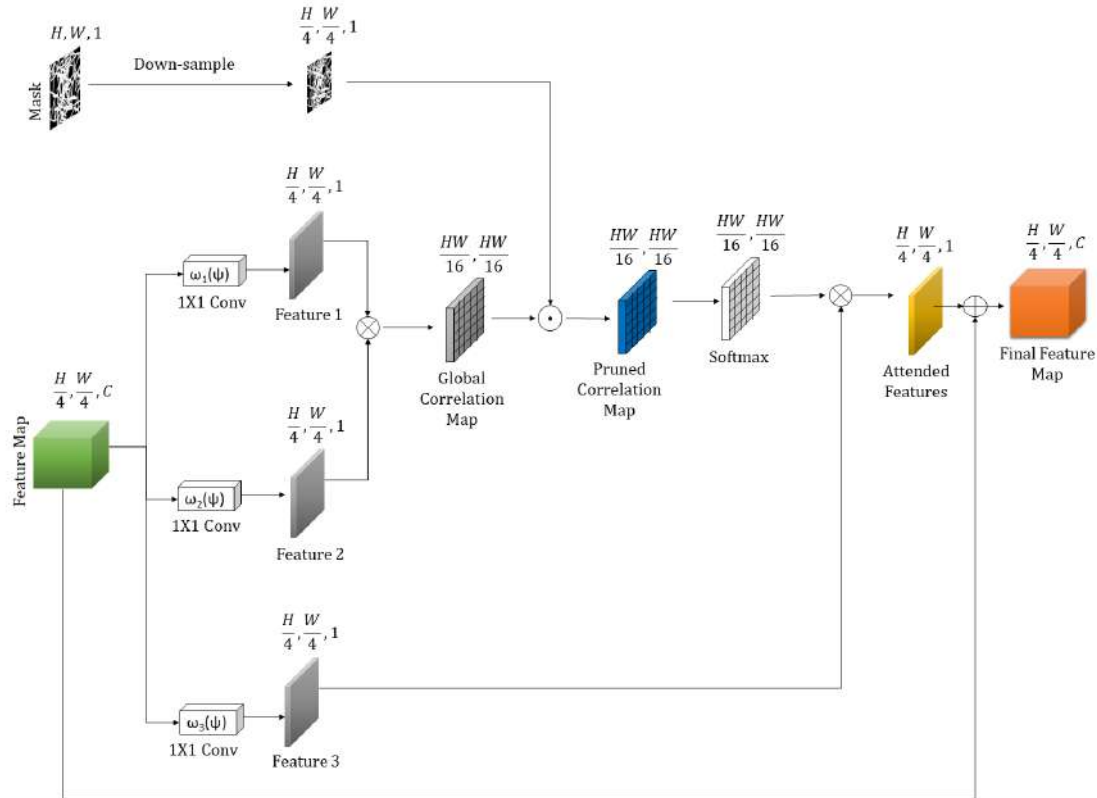 H, W, 1
Mask
Down-sample
H/4, W/4, 1
H/4, W/4, 1
ω₁(ψ)
1X1 Conv
Feature 1
HW/16, HW/16
Global
Correlation
Map
HW/16, HW/16
Pruned
Correlation Map
HW/16, HW/16
Softmax
H/4, W/4, 1
Attended
Features
H/4, W/4, C
Final Feature
Map
H/4, W/4, C
Feature Map
H/4, W/4, 1
ω₂(ψ)
1X1 Conv
Feature 2
H/4, W/4, 1
ω₃(ψ)
1X1 Conv
Feature 3